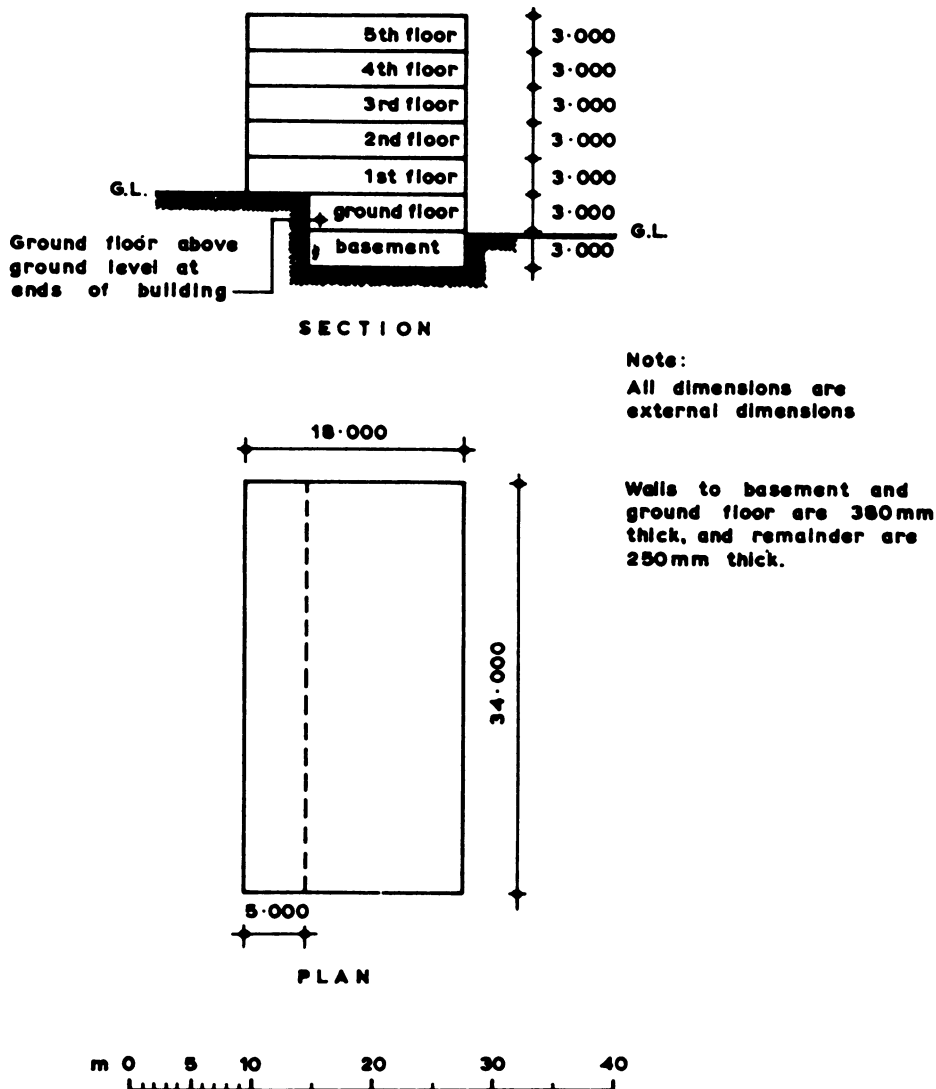 5th floor
3·000
4th floor
3·000
3rd floor
3·000
2nd floor
3·000
1st floor
3·000
G.L.
ground floor
3·000
G.L.
basement
3·000
Ground floor above
ground level at
ends of building
SECTION
Note:
All dimensions are
external dimensions
18·000
Walls to basement and
ground floor are 380mm
thick, and remainder are
250mm thick.
34·000
5·000
PLAN
m 0 5 10 20 30 40